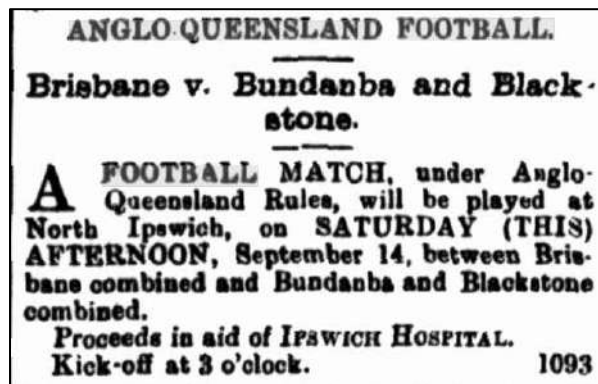 ANGLO-QUEENSLAND FOOTBALL.
Brisbane v. Bundanba and Black-
stone.
A FOOTBALL MATCH, under Anglo-
Queensland Rules, will be played at
North Ipswich, on SATURDAY (THIS)
AFTERNOON, September 14, between Bris-
bane combined and Bundanba and Blackstone
combined.
Proceeds in aid of IPSWICH HOSPITAL.
Kick-off at 3 o'clock. 1093